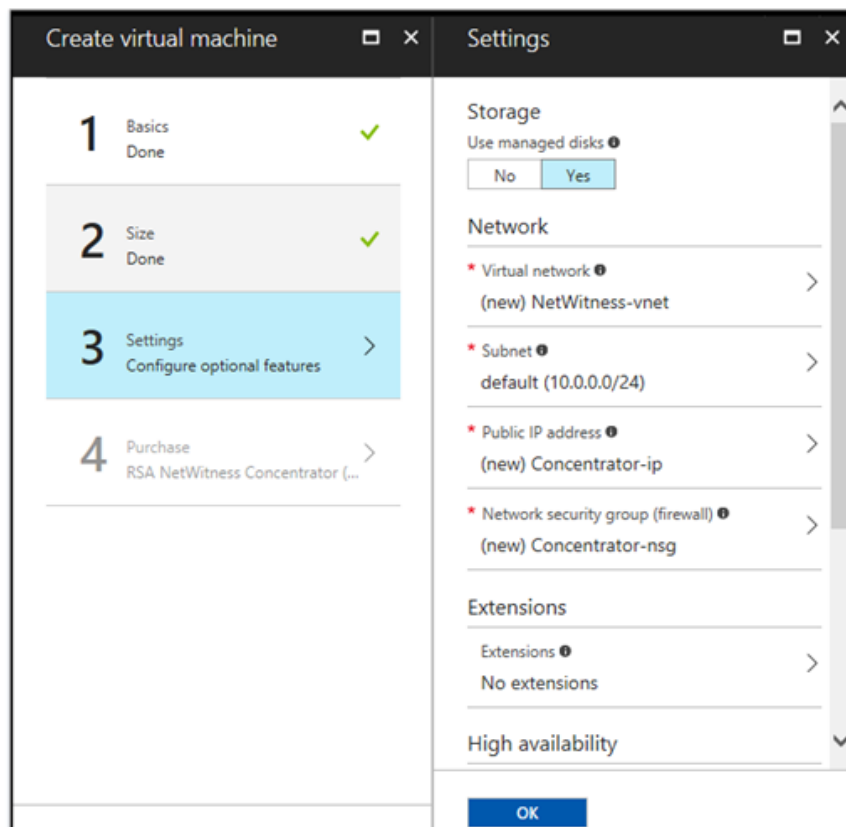 Create virtual machine
1
Basics
Done
2
Size
Done
3
Settings
Configure optional features
4
Purchase
RSA NetWitness Concentrator (...
Settings
Storage
Use managed disks
No Yes
Network
* Virtual network
(new) NetWitness-vnet
* Subnet
default (10.0.0.0/24)
* Public IP address
(new) Concentrator-ip
* Network security group (firewall)
(new) Concentrator-nsg
Extensions
Extensions
No extensions
High availability
OK